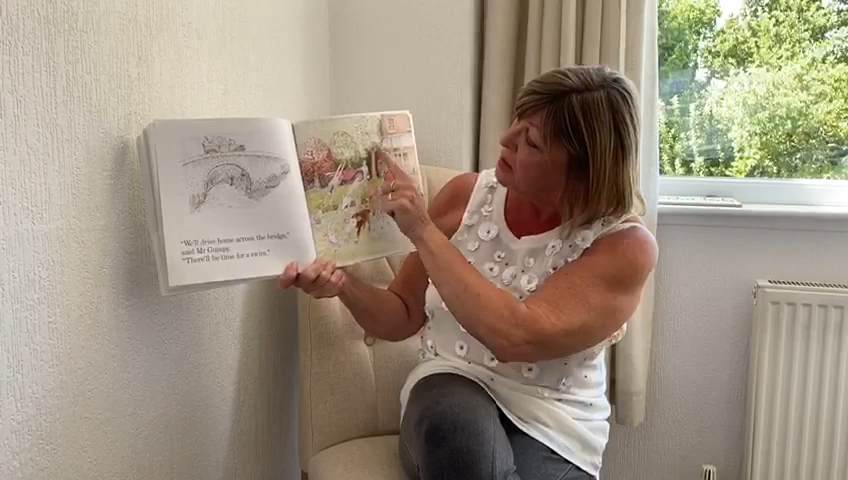 "We'll drive home across the bridge,"
said Mr Gumpy.
"There'll be time for a swim."